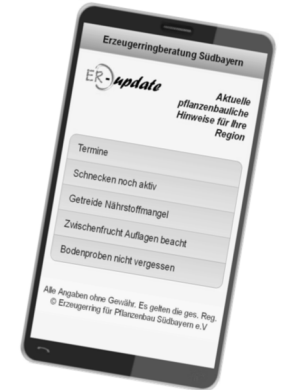 Erzeugerringberatung Südbayern
ER-update
Aktuelle
pflanzenbauliche
Hinweise für Ihre
Region
Termine
Schnecken noch aktiv
Getreide Nährstoffmangel
Zwischenfrucht Auflagen beacht
Bodenproben nicht vergessen
Alle Angaben ohne Gewähr. Es gelten die ges. Reg.
© Erzeugerring für Pflanzenbau Südbayern e.V